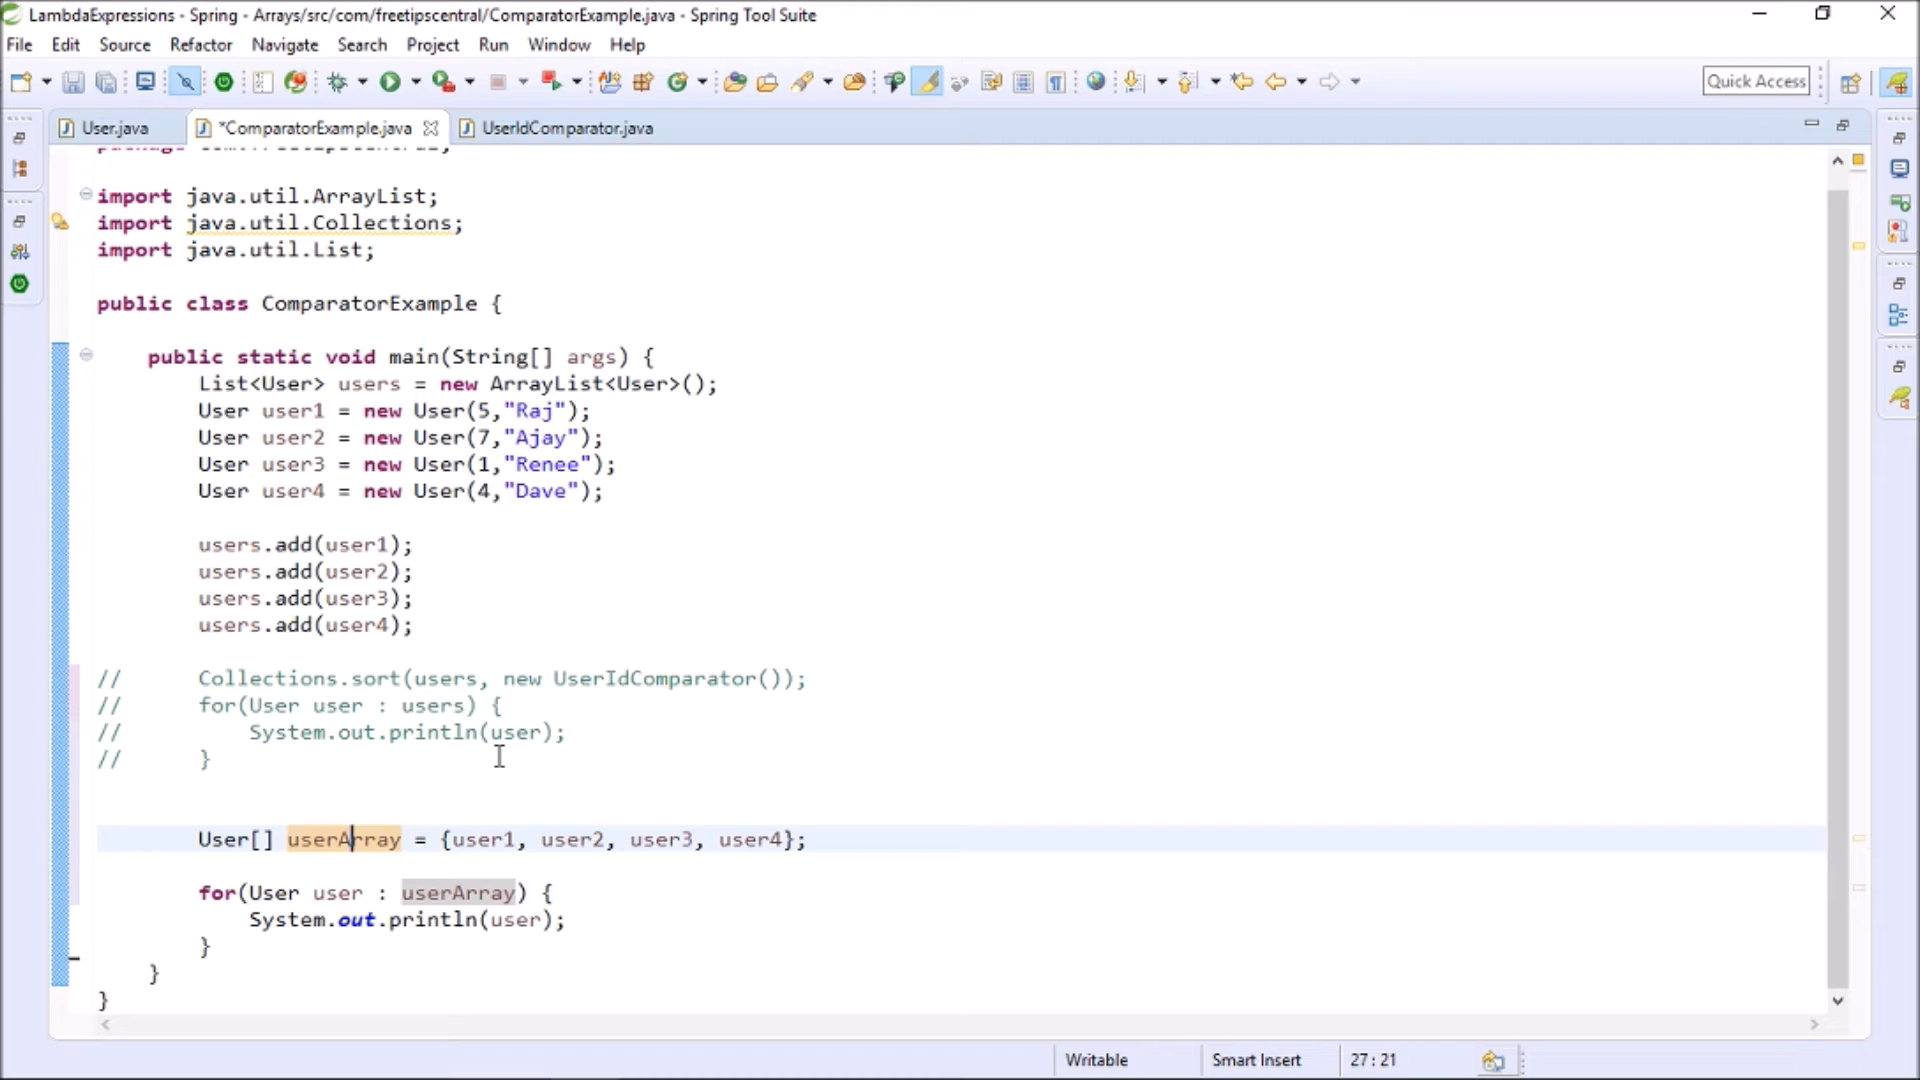 LambdaExpressions - Spring - Arrays/src/com/freetipscentral/ComparatorExample.java - Spring Tool Suite
File Edit Source Refactor Navigate Search Project Run Window Help
Quick Access
User.java *ComparatorExample.java UserIdComparator.java
import java.util.ArrayList;
import java.util.Collections;
import java.util.List;
public class ComparatorExample {
public static void main(String[] args) {
List<User> users = new ArrayList<User>();
User user1 = new User(5,"Raj");
User user2 = new User(7,"Ajay");
User user3 = new User(1,"Renee");
User user4 = new User(4,"Dave");
users.add(user1);
users.add(user2);
users.add(user3);
users.add(user4);
// Collections.sort(users, new UserIdComparator());
// for(User user : users) {
// System.out.println(user);
// }
User[] userArray = {user1, user2, user3, user4};
for(User user : userArray) {
System.out.println(user);
}
}
}
Writable Smart Insert 27 : 21